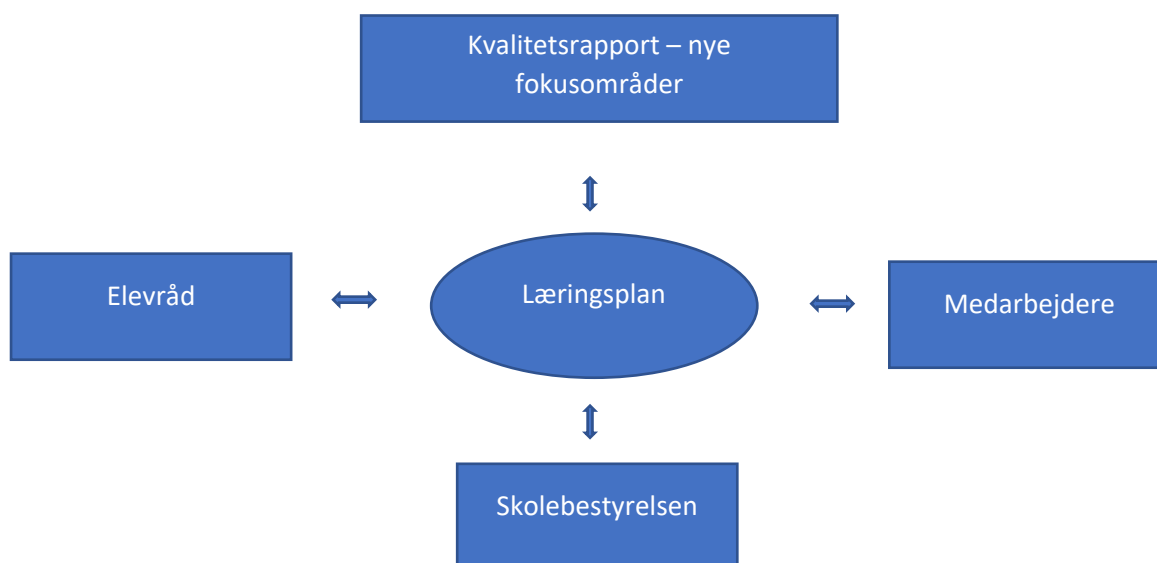 Kvalitetsrapport – nye
fokusområder
Elevråd
Læringsplan
Medarbejdere
Skolebestyrelsen